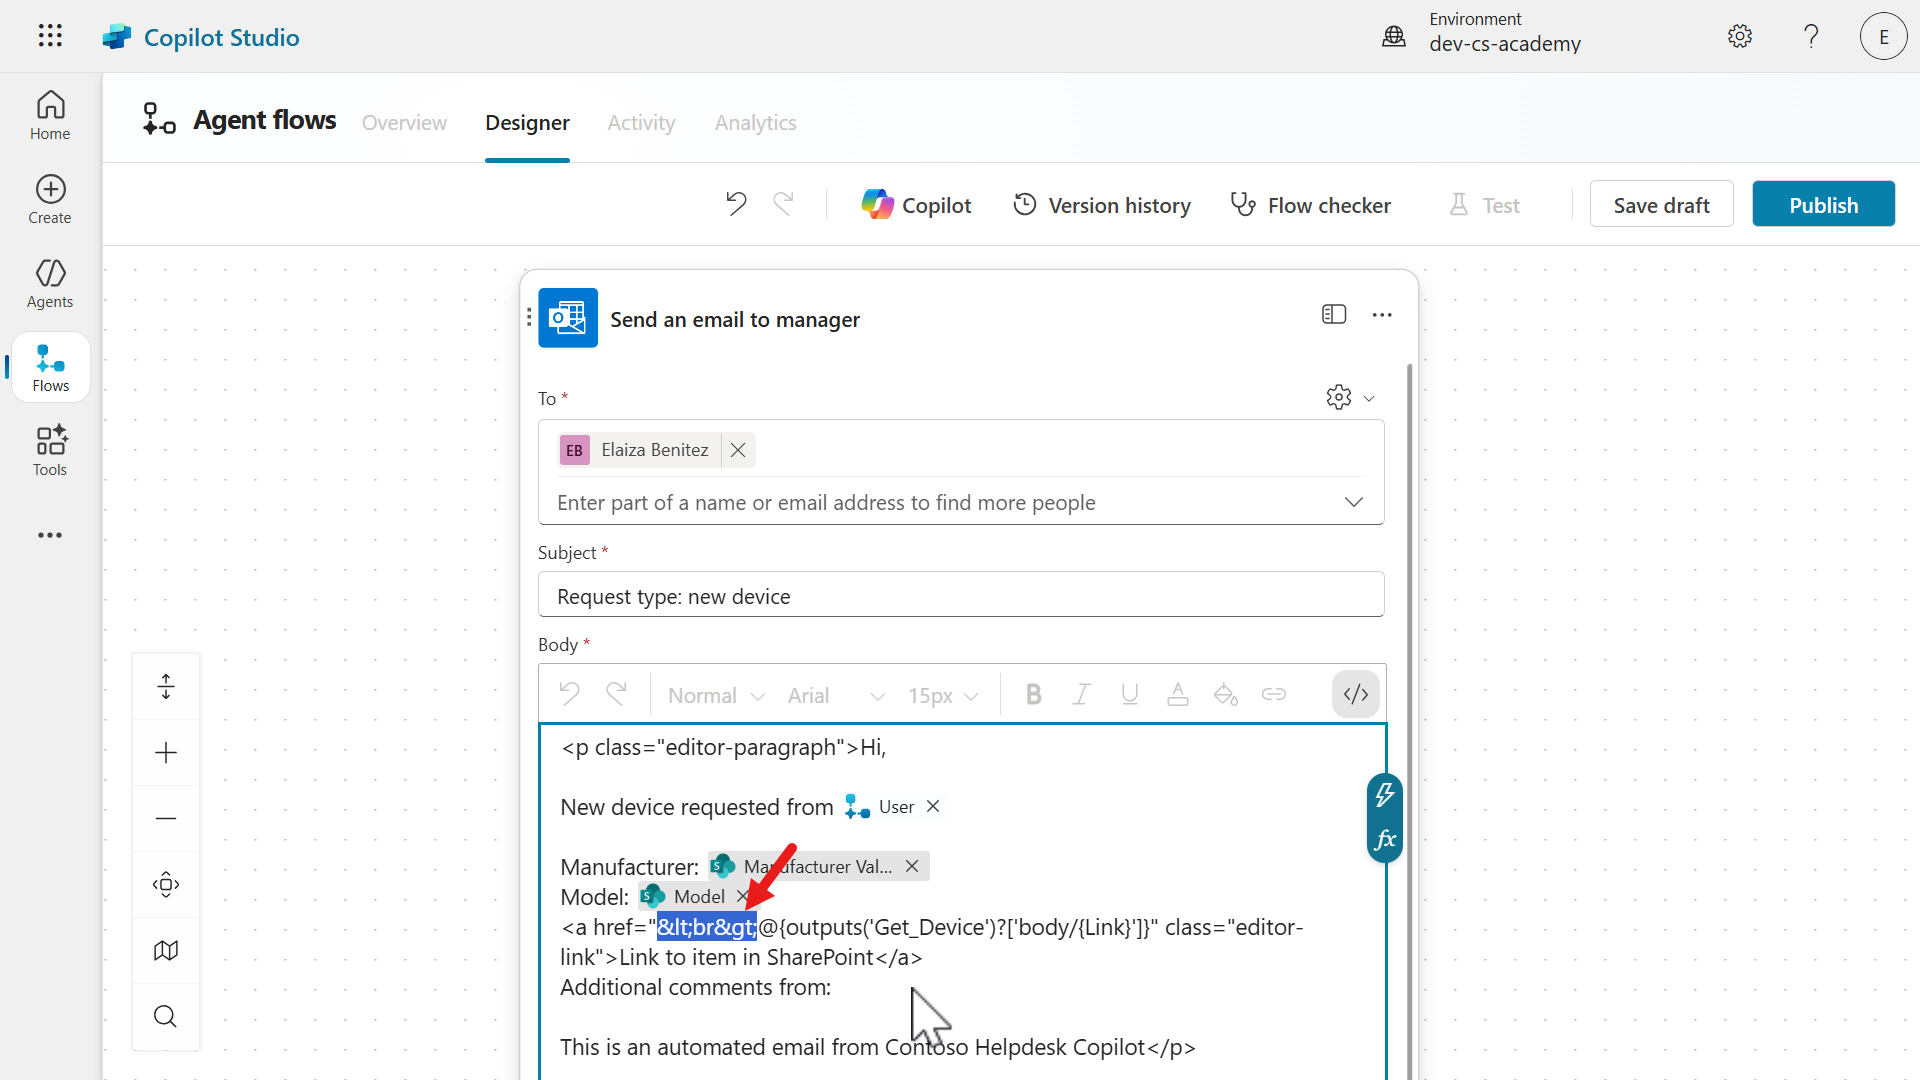 Copilot Studio
Environment
dev-cs-academy
?
E
Home
Create
Agents
Flows
Tools
Agent flows
Overview
Designer
Activity
Analytics
Copilot
Version history
Flow checker
Test
Save draft
Publish
Send an email to manager
To *
EB
Elaiza Benitez
Enter part of a name or email address to find more people
Subject *
Request type: new device
Body *
Normal
Arial
15px
B
I
U
A
</>
<p class="editor-paragraph">Hi,
New device requested from User
Manufacturer: Manufacturer Val...
Model: Model
<a href="&lt;br&gt;@{outputs('Get_Device')?['body/{Link}']}" class="editor-
link">Link to item in SharePoint</a>
Additional comments from:
This is an automated email from Contoso Helpdesk Copilot</p>
fx